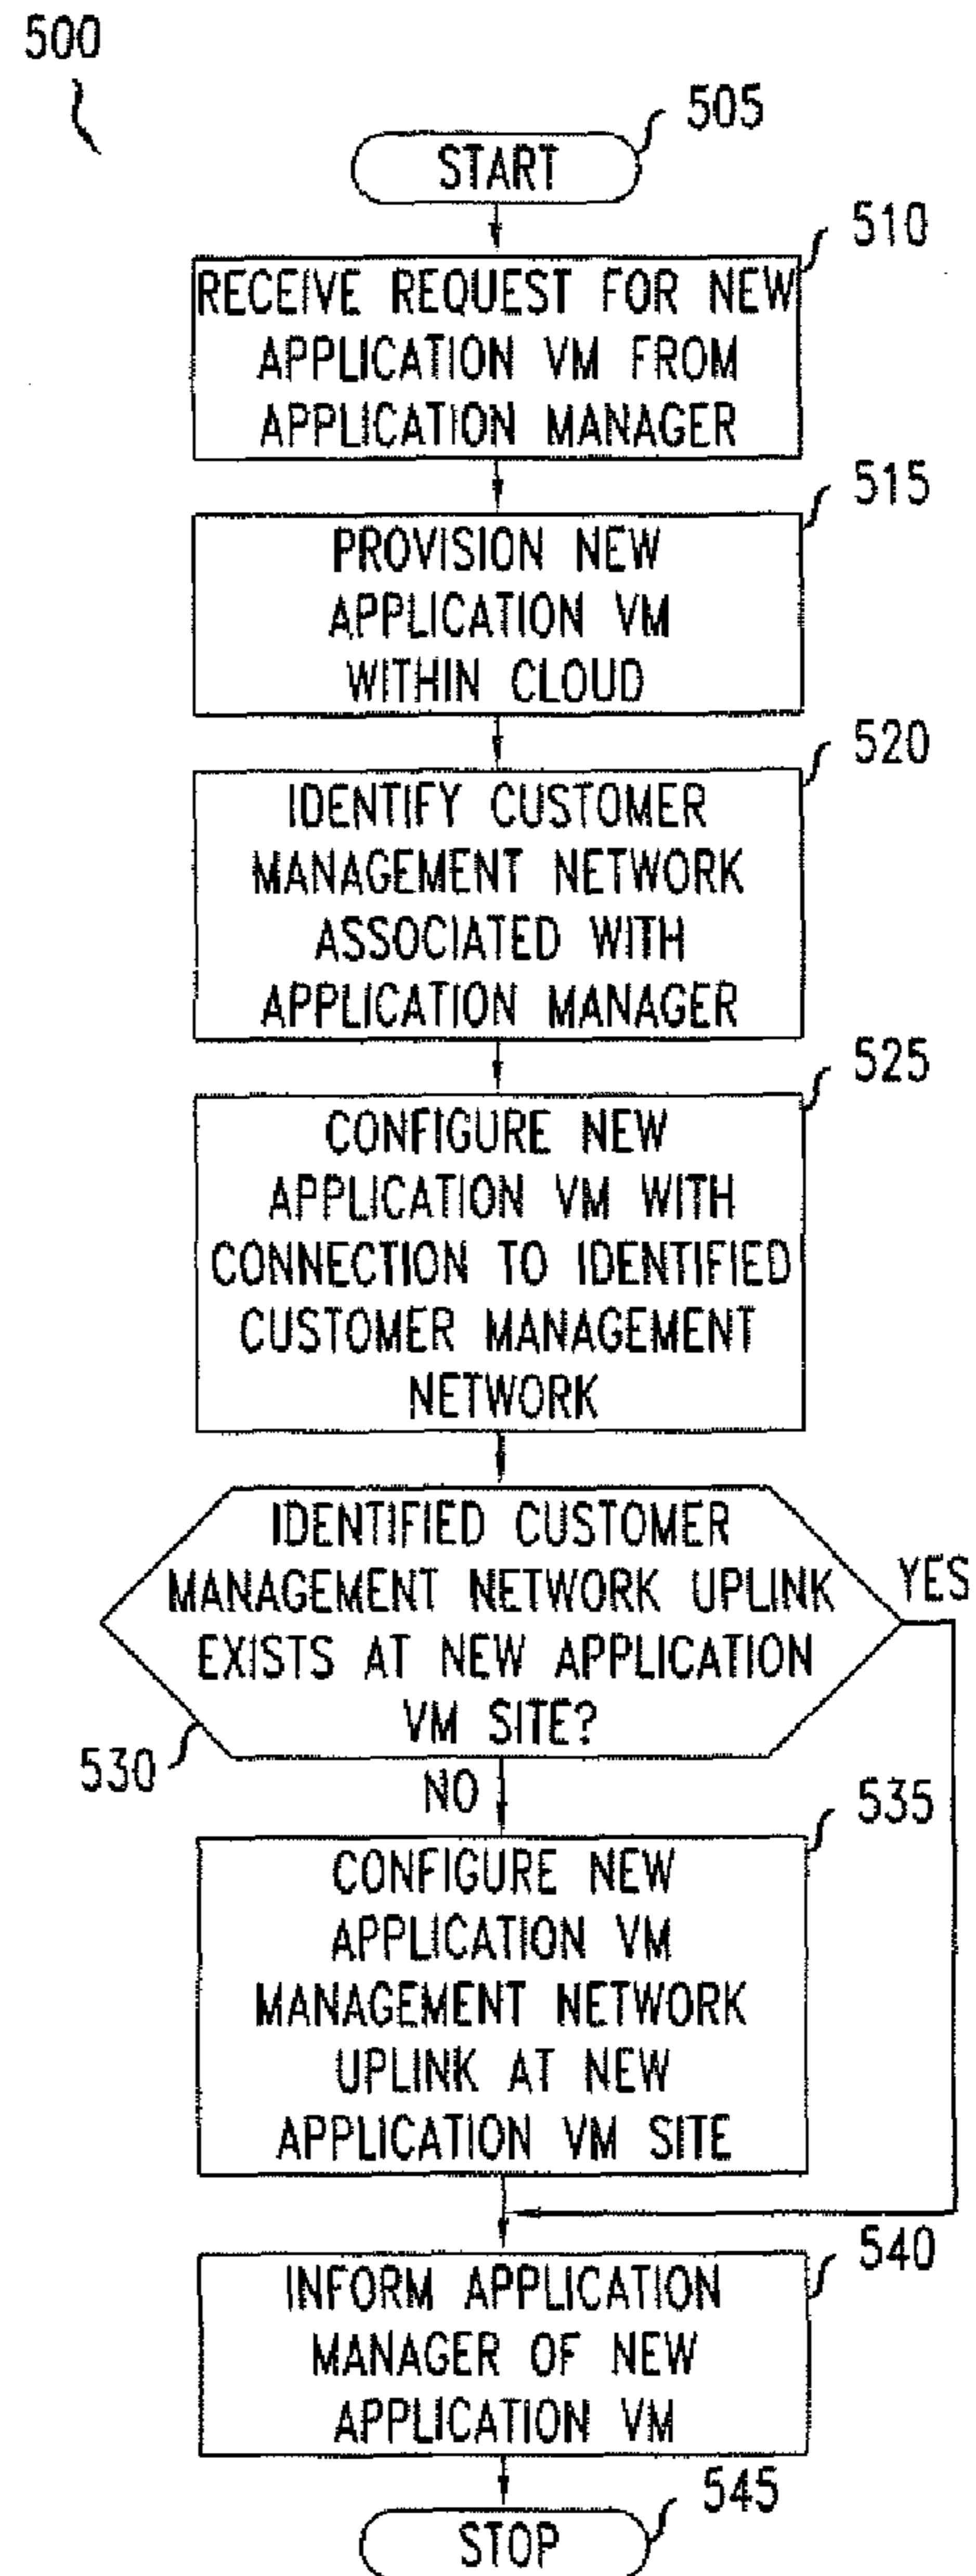 500
505
START
510
RECEIVE REQUEST FOR NEW
APPLICATION VM FROM
APPLICATION MANAGER
515
PROVISION NEW
APPLICATION VM
WITHIN CLOUD
520
IDENTIFY CUSTOMER
MANAGEMENT NETWORK
ASSOCIATED WITH
APPLICATION MANAGER
525
CONFIGURE NEW
APPLICATION VM WITH
CONNECTION TO IDENTIFIED
CUSTOMER MANAGEMENT
NETWORK
IDENTIFIED CUSTOMER
MANAGEMENT NETWORK UPLINK
EXISTS AT NEW APPLICATION
VM SITE?
YES
530
NO
535
CONFIGURE NEW
APPLICATION VM
MANAGEMENT NETWORK
UPLINK AT NEW
APPLICATION VM SITE
540
INFORM APPLICATION
MANAGER OF NEW
APPLICATION VM
545
STOP